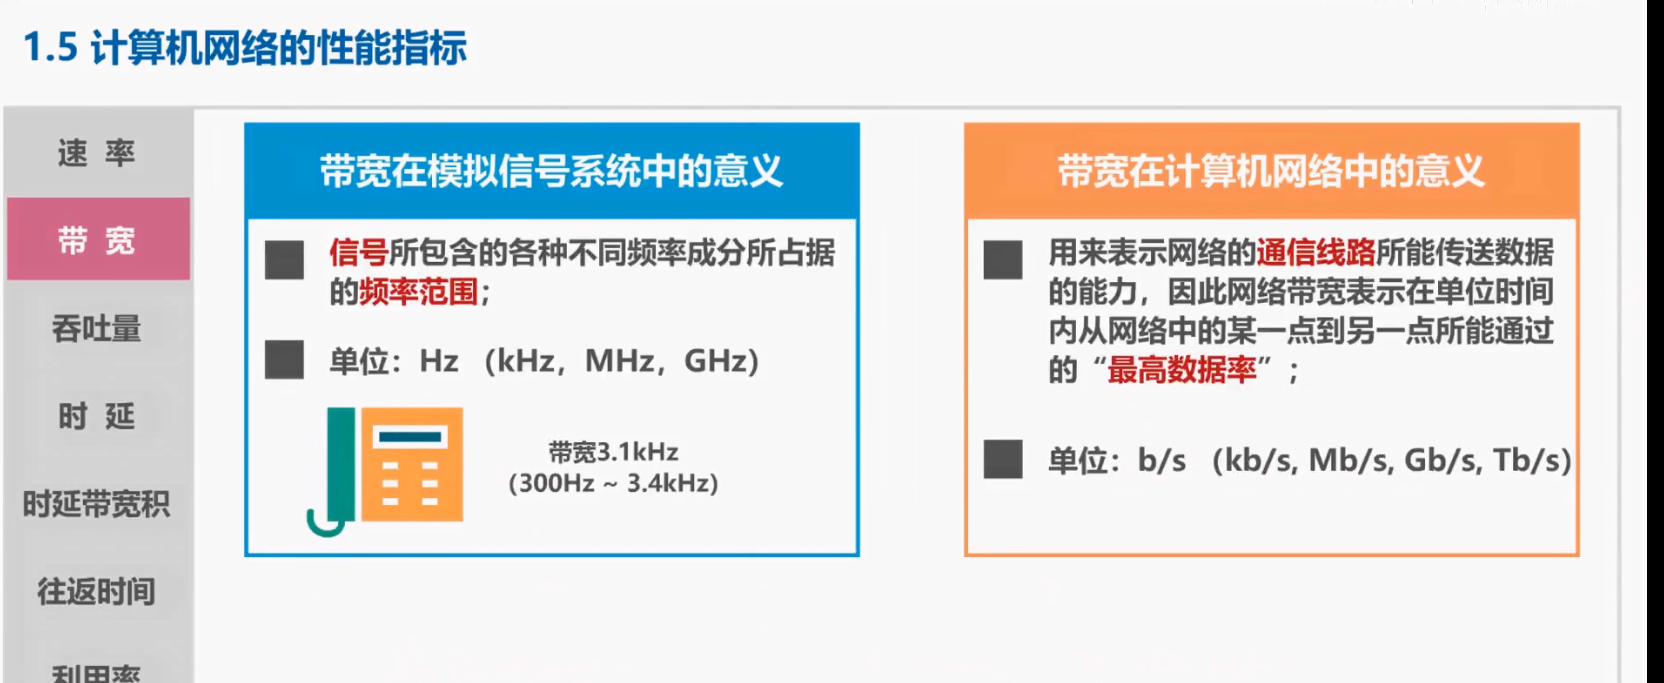 1.5 计算机网络的性能指标
速 率
带 宽
吞吐量
时 延
时延带宽积
往返时间
利用率
带宽在模拟信号系统中的意义
信号所包含的各种不同频率成分所占据
的频率范围；
单位：Hz （kHz，MHz，GHz）
带宽3.1kHz
（300Hz ~ 3.4kHz）
带宽在计算机网络中的意义
用来表示网络的通信线路所能传送数据
的能力，因此网络带宽表示在单位时间
内从网络中的某一点到另一点所能通过
的“最高数据率”；
单位：b/s （kb/s, Mb/s, Gb/s, Tb/s）